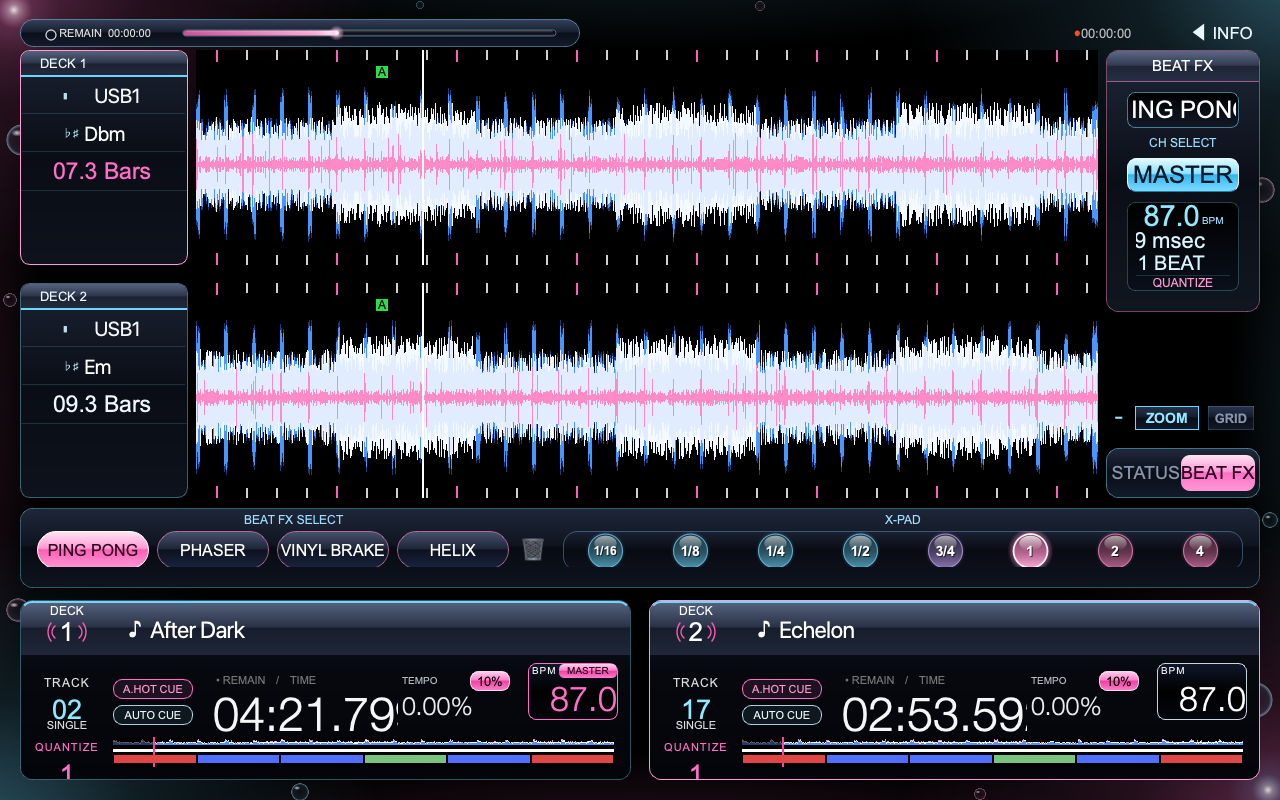 REMAIN 00:00:00
00:00:00
INFO
DECK 1
USB1
♭♯ Dbm
07.3 Bars
A
BEAT FX
CH SELECT
MASTER
87.0 BPM
9 msec
1 BEAT
QUANTIZE
DECK 2
USB1
♭♯ Em
09.3 Bars
A
- ZOOM GRID
STATUS BEAT FX
BEAT FX SELECT
PING PONG PHASER VINYL BRAKE HELIX
X-PAD
1/16 1/8 1/4 1/2 3/4 1 2 4
DECK
1
After Dark
TRACK
02
SINGLE
QUANTIZE
1
A.HOT CUE
AUTO CUE
• REMAIN / TIME
04:21.79
TEMPO
10%
0.00%
BPM MASTER
87.0
DECK
2
Echelon
TRACK
17
SINGLE
QUANTIZE
1
A.HOT CUE
AUTO CUE
• REMAIN / TIME
02:53.59
TEMPO
10%
0.00%
BPM
87.0